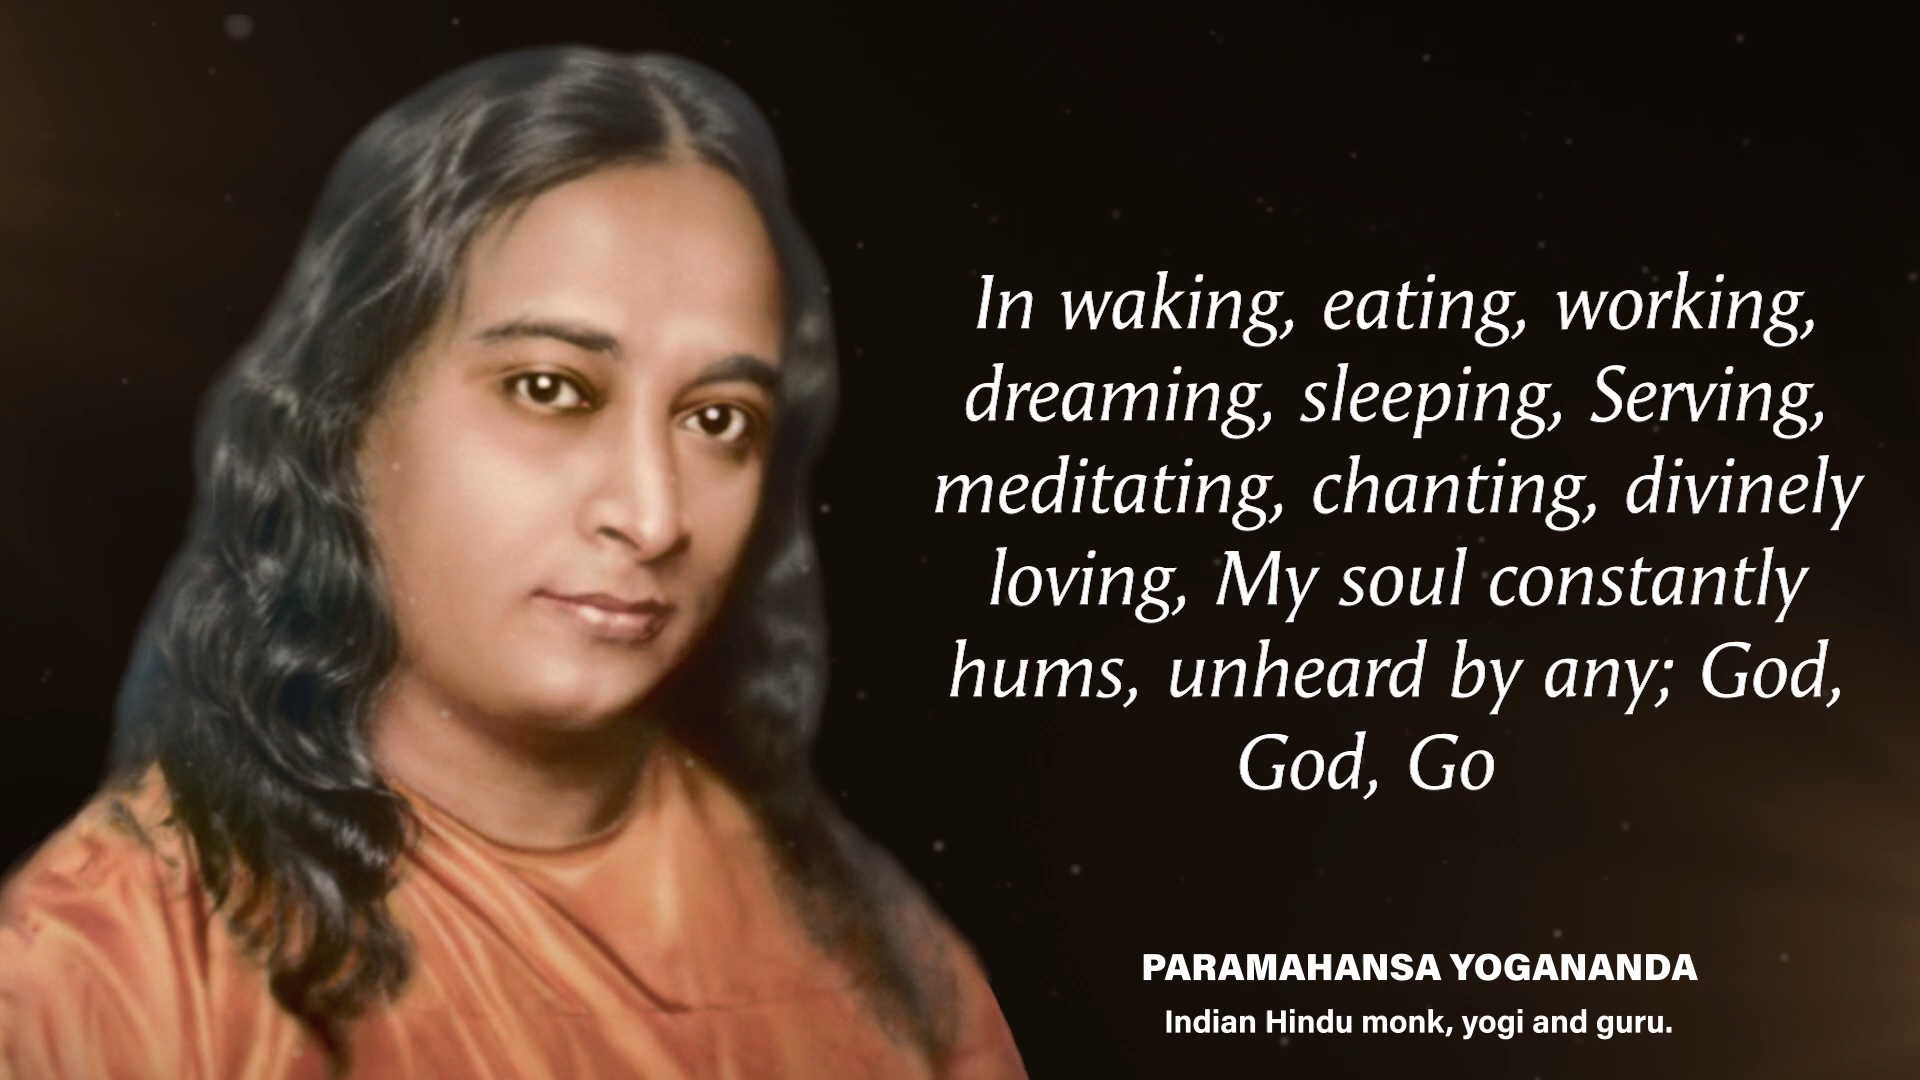 In waking, eating, working,
dreaming, sleeping, Serving,
meditating, chanting, divinely
loving, My soul constantly
hums, unheard by any; God,
God, Go
PARAMAHANSA YOGANANDA
Indian Hindu monk, yogi and guru.